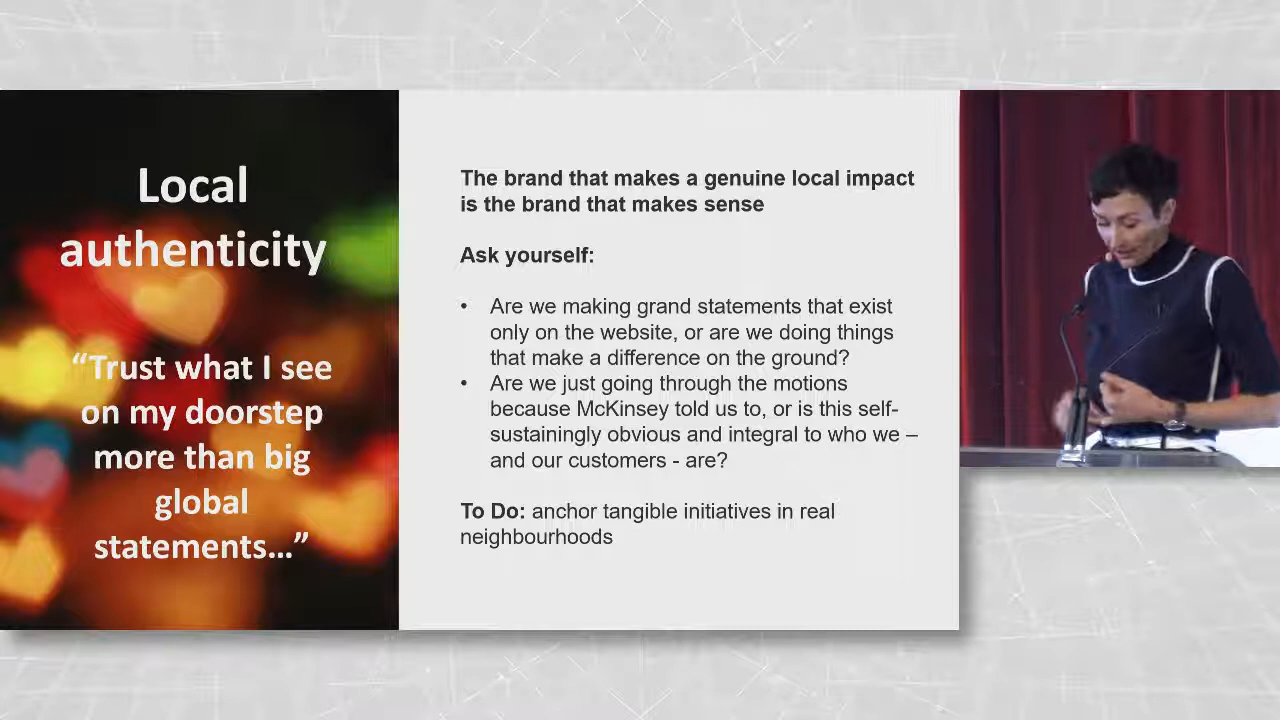 Local
authenticity
“Trust what I see
on my doorstep
more than big
global
statements…”
The brand that makes a genuine local impact
is the brand that makes sense
Ask yourself:
• Are we making grand statements that exist
only on the website, or are we doing things
that make a difference on the ground?
• Are we just going through the motions
because McKinsey told us to, or is this self-
sustainingly obvious and integral to who we –
and our customers - are?
To Do: anchor tangible initiatives in real
neighbourhoods